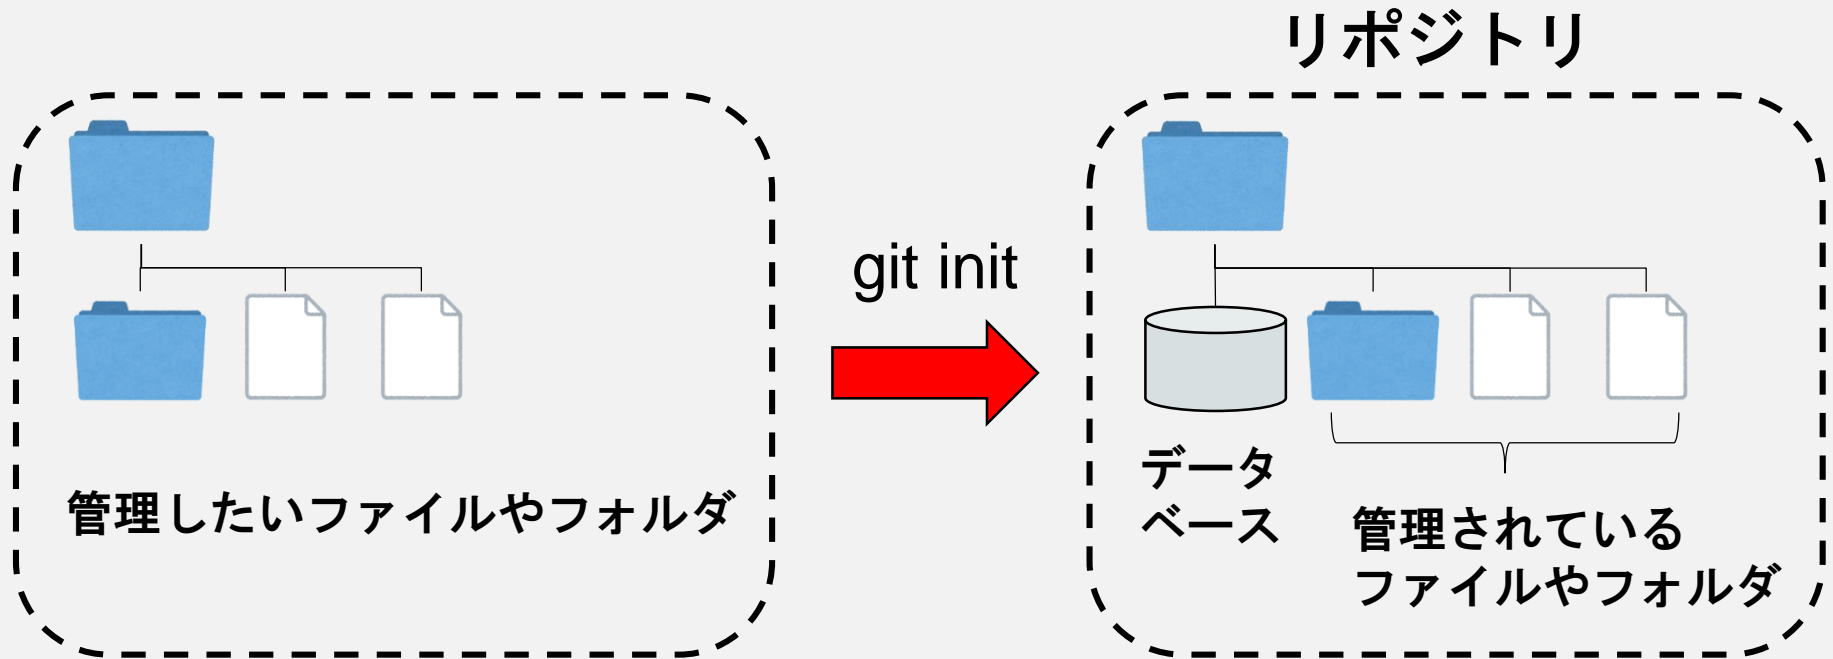 リポジトリ
管理したいファイルやフォルダ
git init
データ
ベース
管理されている
ファイルやフォルダ